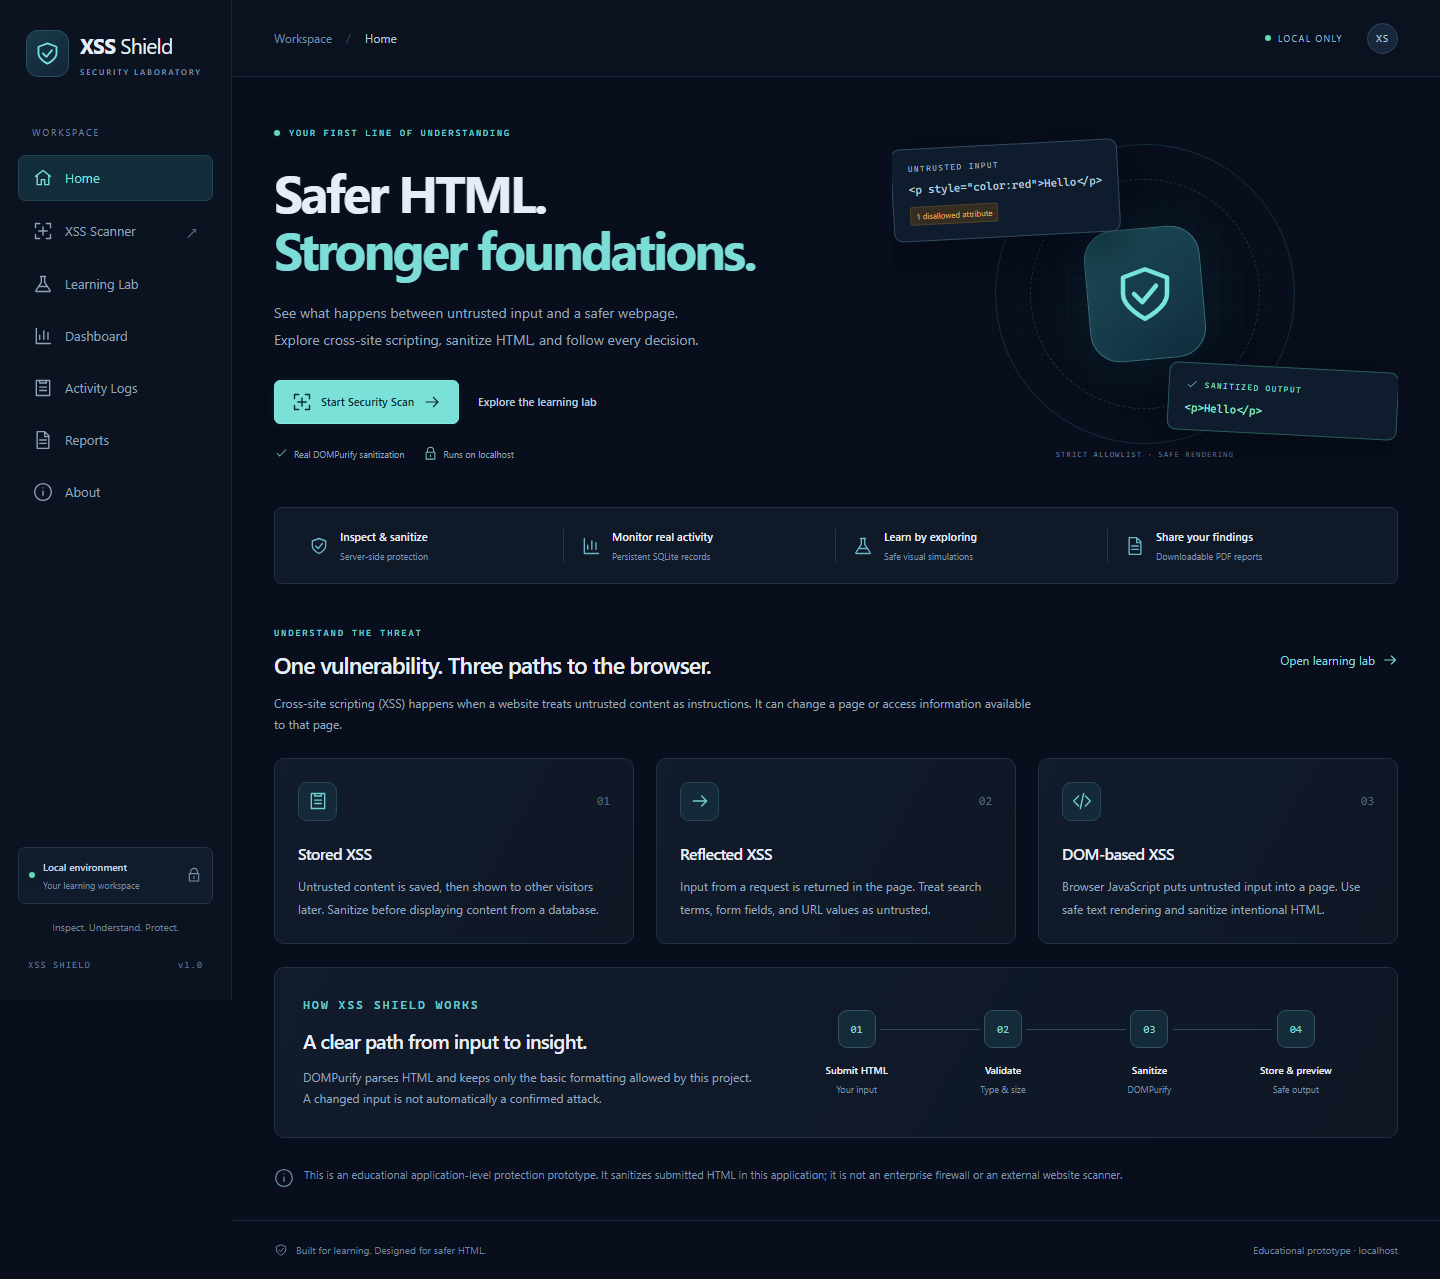 XSS Shield
SECURITY LABORATORY
WORKSPACE
Home
XSS Scanner
Learning Lab
Dashboard
Activity Logs
Reports
About
Local environment
Your learning workspace
Inspect. Understand. Protect.
XSS SHIELD v1.0
Workspace / Home
LOCAL ONLY
XS
YOUR FIRST LINE OF UNDERSTANDING
Safer HTML.
Stronger foundations.
See what happens between untrusted input and a safer webpage.
Explore cross-site scripting, sanitize HTML, and follow every decision.
Start Security Scan
Explore the learning lab
Real DOMPurify sanitization
Runs on localhost
UNTRUSTED INPUT
<p style="color:red">Hello</p>
1 disallowed attribute
SANITIZED OUTPUT
<p>Hello</p>
STRICT ALLOWLIST · SAFE RENDERING
Inspect & sanitize
Server-side protection
Monitor real activity
Persistent SQLite records
Learn by exploring
Safe visual simulations
Share your findings
Downloadable PDF reports
UNDERSTAND THE THREAT
One vulnerability. Three paths to the browser.
Open learning lab
Cross-site scripting (XSS) happens when a website treats untrusted content as instructions. It can change a page or access information available
to that page.
01
Stored XSS
Untrusted content is saved, then shown to other visitors
later. Sanitize before displaying content from a database.
02
Reflected XSS
Input from a request is returned in the page. Treat search
terms, form fields, and URL values as untrusted.
03
DOM-based XSS
Browser JavaScript puts untrusted input into a page. Use
safe text rendering and sanitize intentional HTML.
HOW XSS SHIELD WORKS
A clear path from input to insight.
DOMPurify parses HTML and keeps only the basic formatting allowed by this project.
A changed input is not automatically a confirmed attack.
01
Submit HTML
Your input
02
Validate
Type & size
03
Sanitize
DOMPurify
04
Store & preview
Safe output
This is an educational application-level protection prototype. It sanitizes submitted HTML in this application; it is not an enterprise firewall or an external website scanner.
Built for learning. Designed for safer HTML.
Educational prototype · localhost